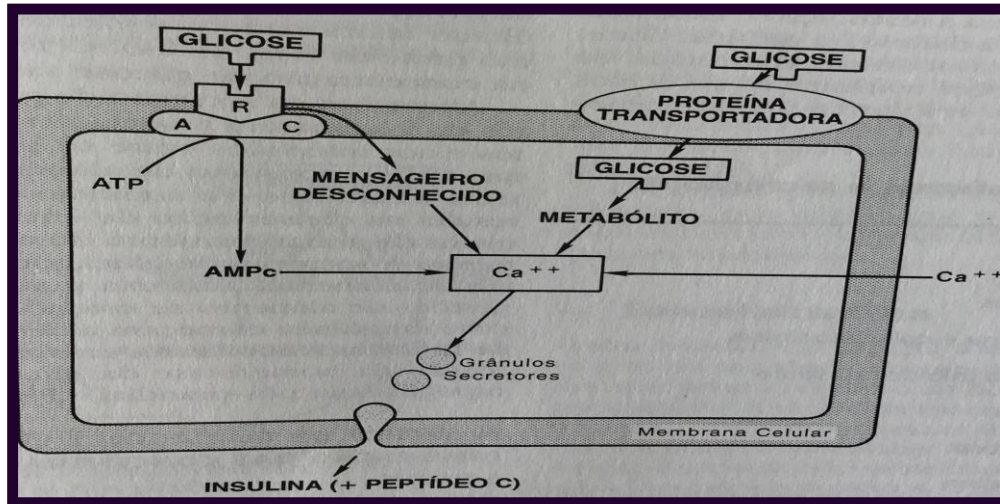 GLICOSE
GLICOSE
R
A
C
PROTEÍNA
TRANSPORTADORA
ATP
MENSAGEIRO
DESCONHECIDO
GLICOSE
METABÓLITO
AMPc
Ca ++
Ca ++
Grânulos
Secretores
Membrana Celular
INSULINA (+ PEPTÍDEO C)